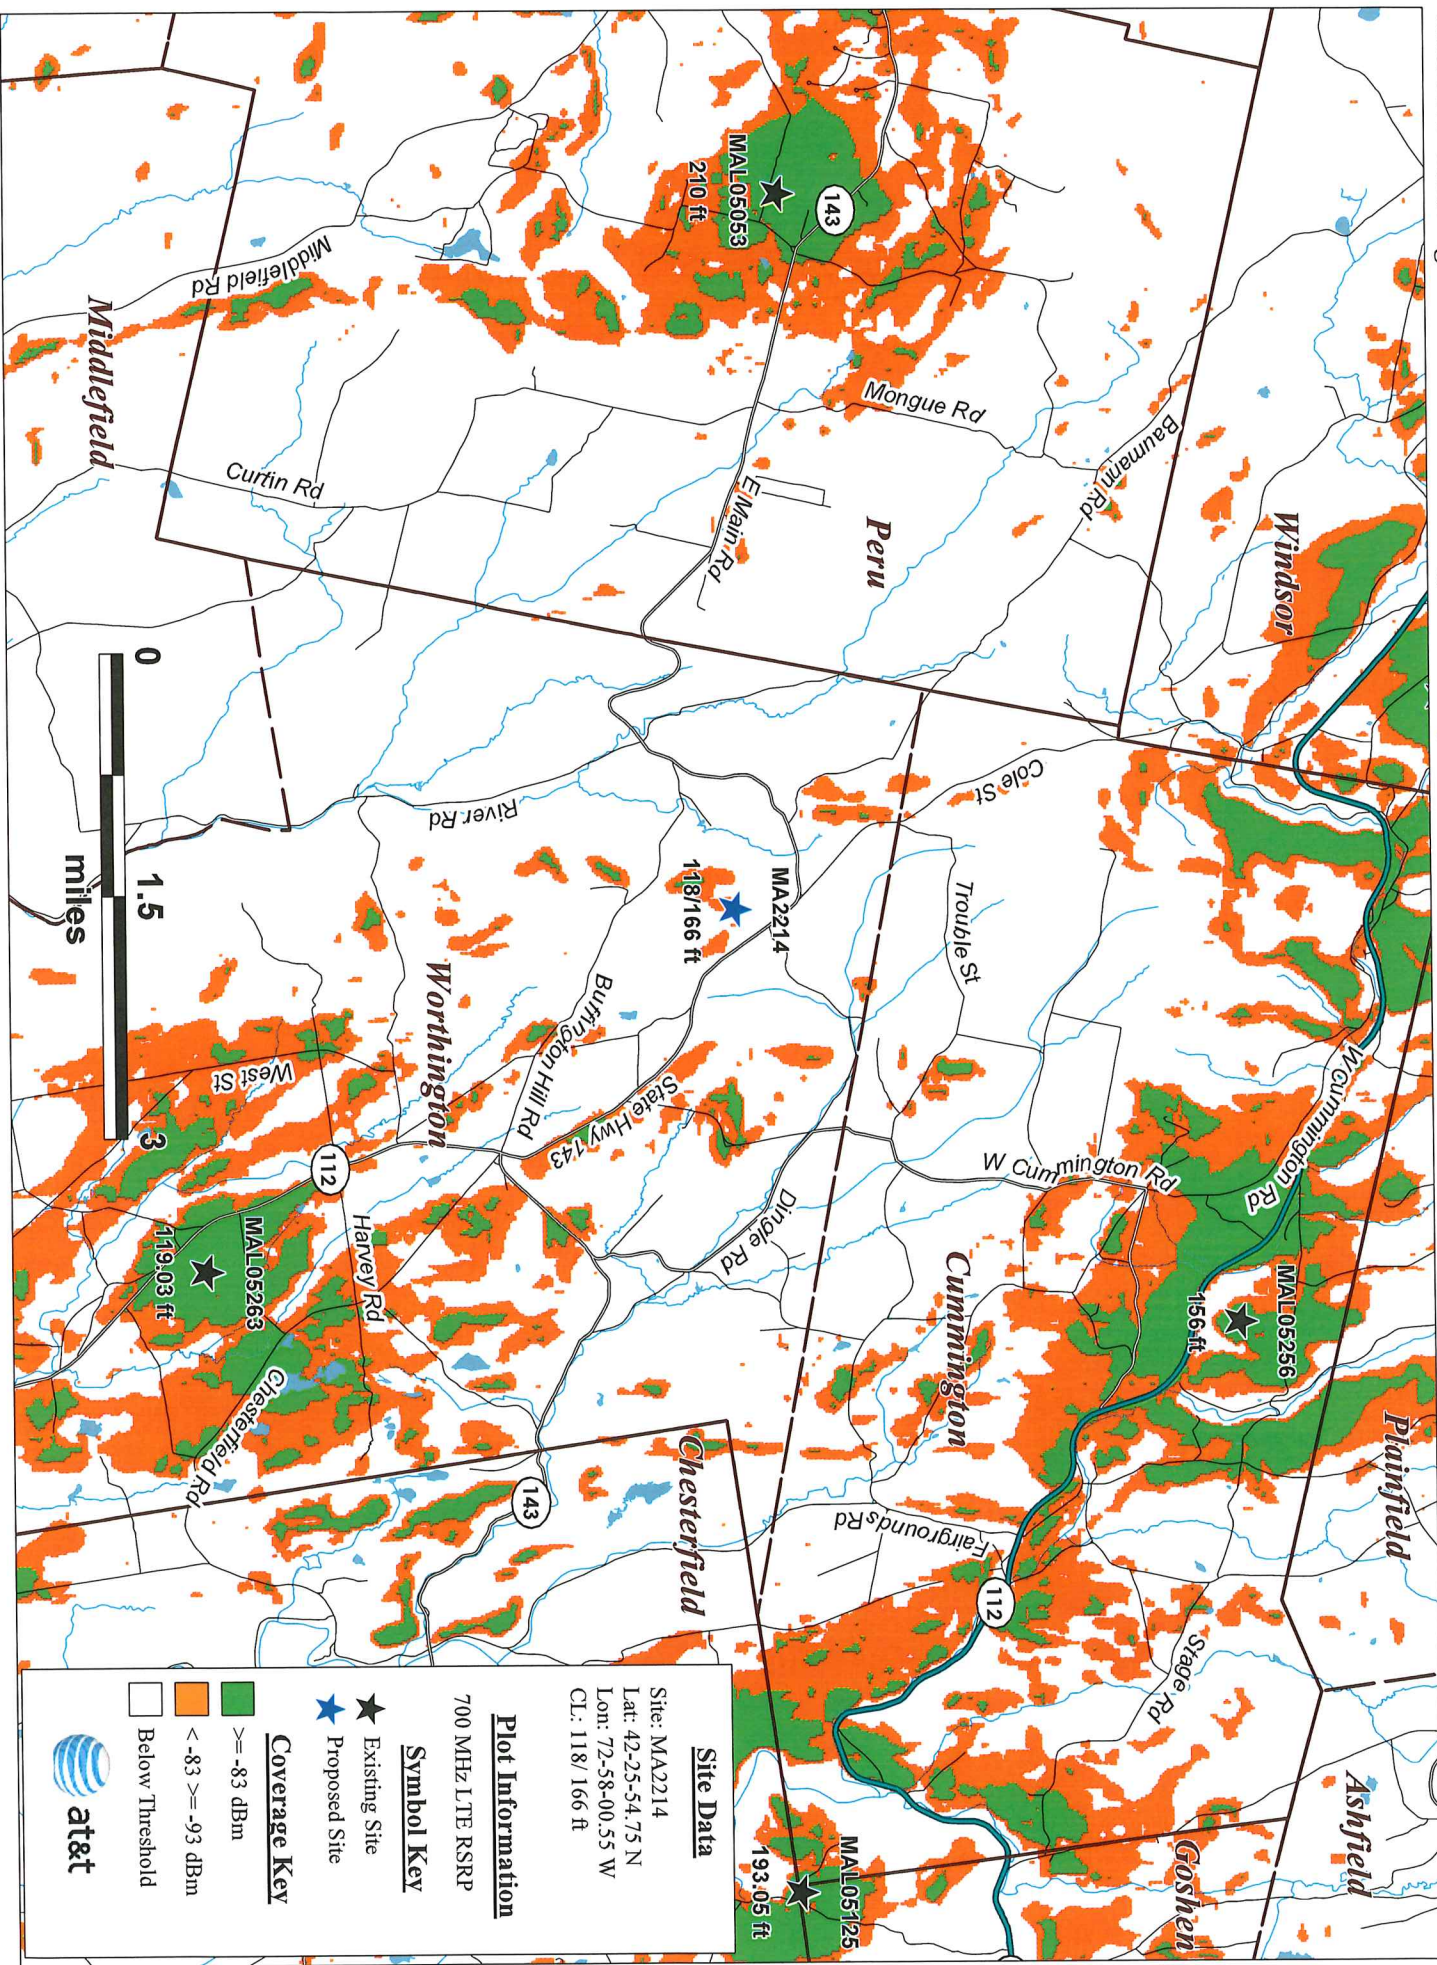 Windsor
Plainfield
Ashfield
Goshen
Peru
Cummington
Middlefield
Worthington
Chesterfield
Baumann Rd
Mongue Rd
E Main Rd
Curtin Rd
Middlefield Rd
Cole St
Trouble St
River Rd
W Cummington Rd
W Cummington Rd
Buffington Hill Rd
State Hwy 143
Dingle Rd
Fairgrounds Rd
Stage Rd
West St
Harvey Rd
Chesterfield Rd
143
112
112
143
MAL05053
210 ft
MA2214
118/166 ft
MAL05256
156 ft
MAL05263
119.03 ft
MAL05125
193.05 ft
0
1.5
3
miles
Site Data
Site: MA2214
Lat: 42-25-54.75 N
Lon: 72-58-00.55 W
CL: 118/ 166 ft
Plot Information
700 MHz LTE RSRP
Symbol Key
Existing Site
Proposed Site
Coverage Key
>= -83 dBm
< -83 >= -93 dBm
Below Threshold
at&t